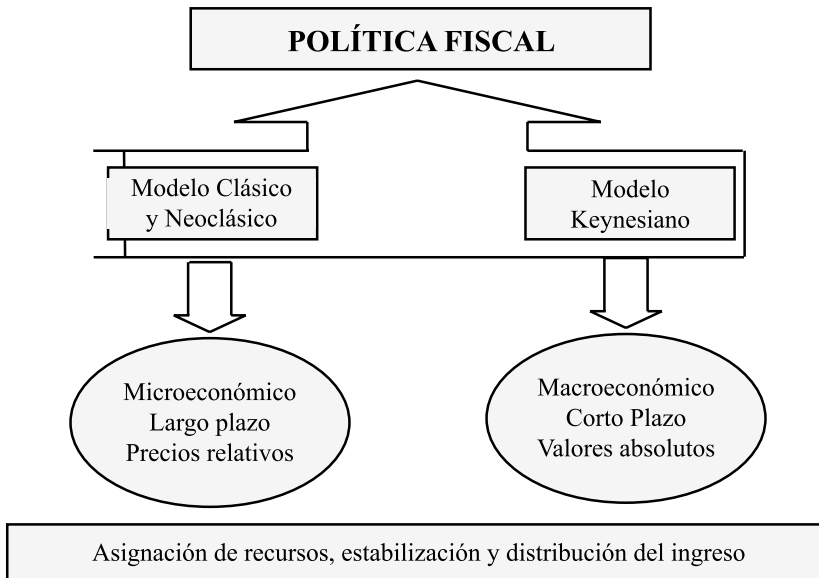 POLÍTICA FISCAL
Modelo Clásico
y Neoclásico
Modelo
Keynesiano
Microeconómico
Largo plazo
Precios relativos
Macroeconómico
Corto Plazo
Valores absolutos
Asignación de recursos, estabilización y distribución del ingreso